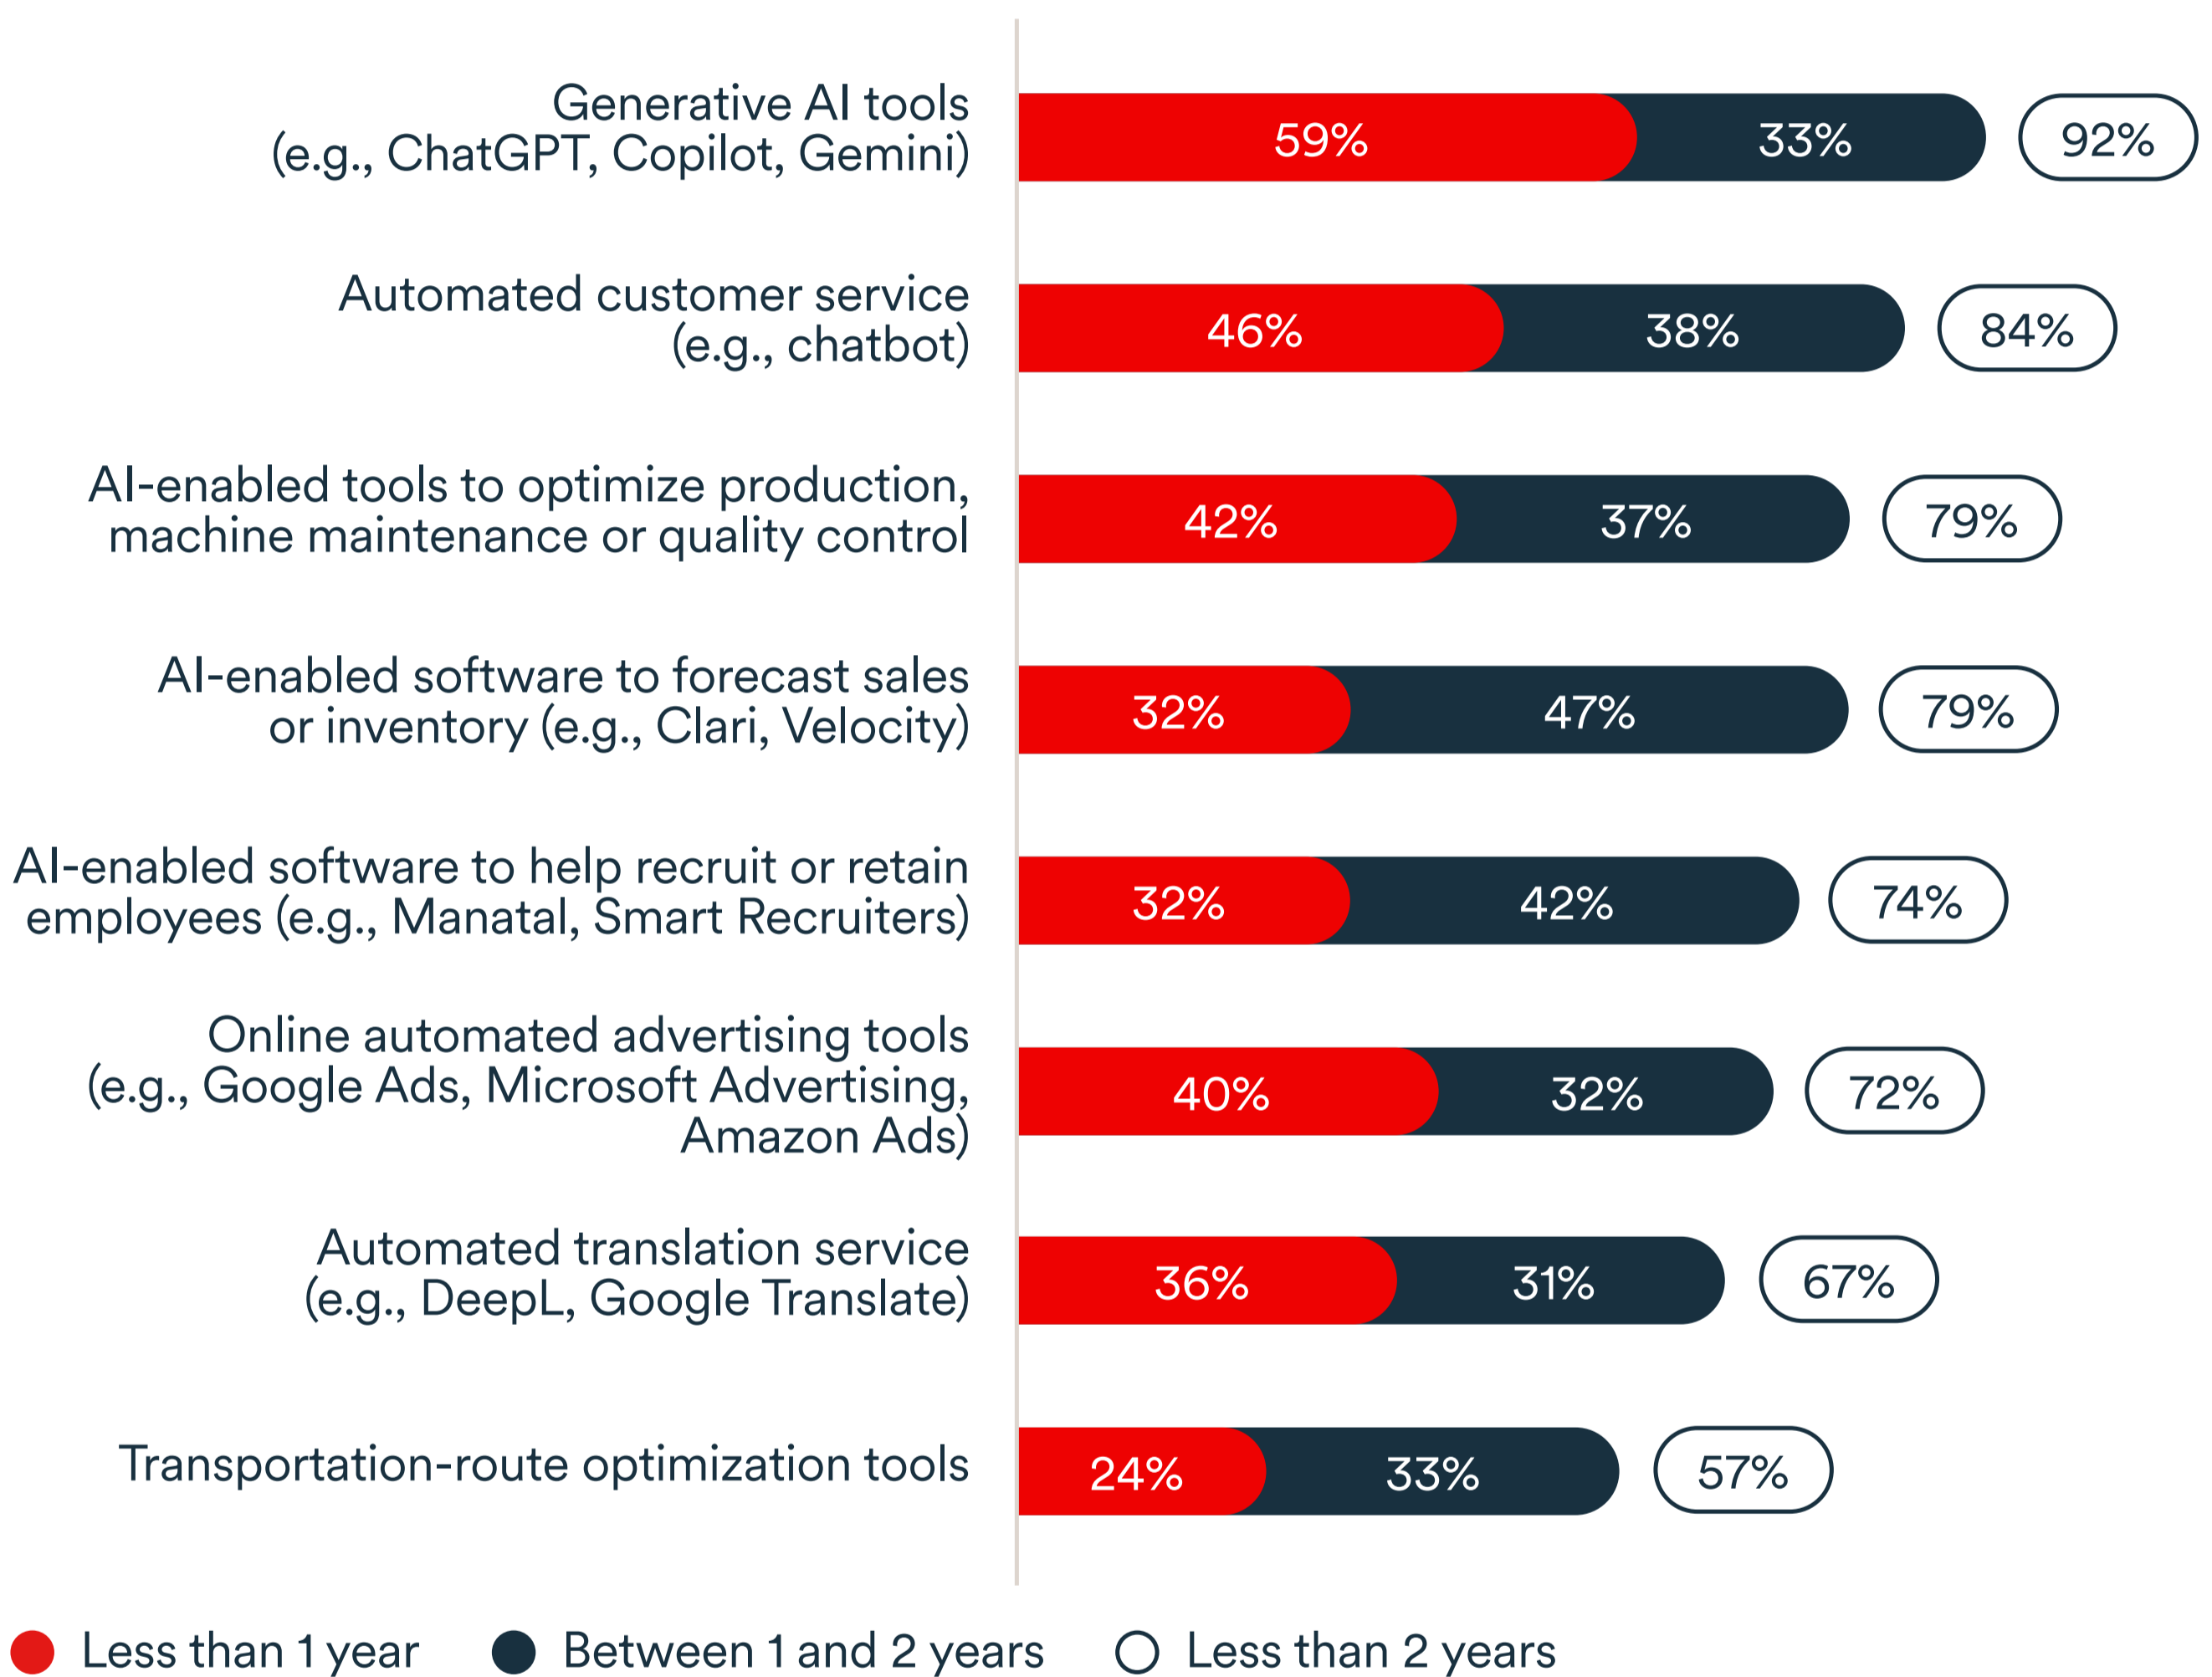 Generative AI tools
(e.g., ChatGPT, Copilot, Gemini)
59% 33% 92%
Automated customer service
(e.g., chatbot)
46% 38% 84%
AI-enabled tools to optimize production,
machine maintenance or quality control
42% 37% 79%
AI-enabled software to forecast sales
or inventory (e.g., Clari, Velocity)
32% 47% 79%
AI-enabled software to help recruit or retain
employees (e.g., Manatal, Smart Recruiters)
32% 42% 74%
Online automated advertising tools
(e.g., Google Ads, Microsoft Advertising,
Amazon Ads)
40% 32% 72%
Automated translation service
(e.g., DeepL, Google Translate)
36% 31% 67%
Transportation-route optimization tools
24% 33% 57%
Less than 1 year Between 1 and 2 years Less than 2 years